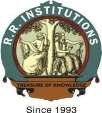 R.R. INSTITUTIONS
TREASURE OF KNOWLEDGE
Since 1993